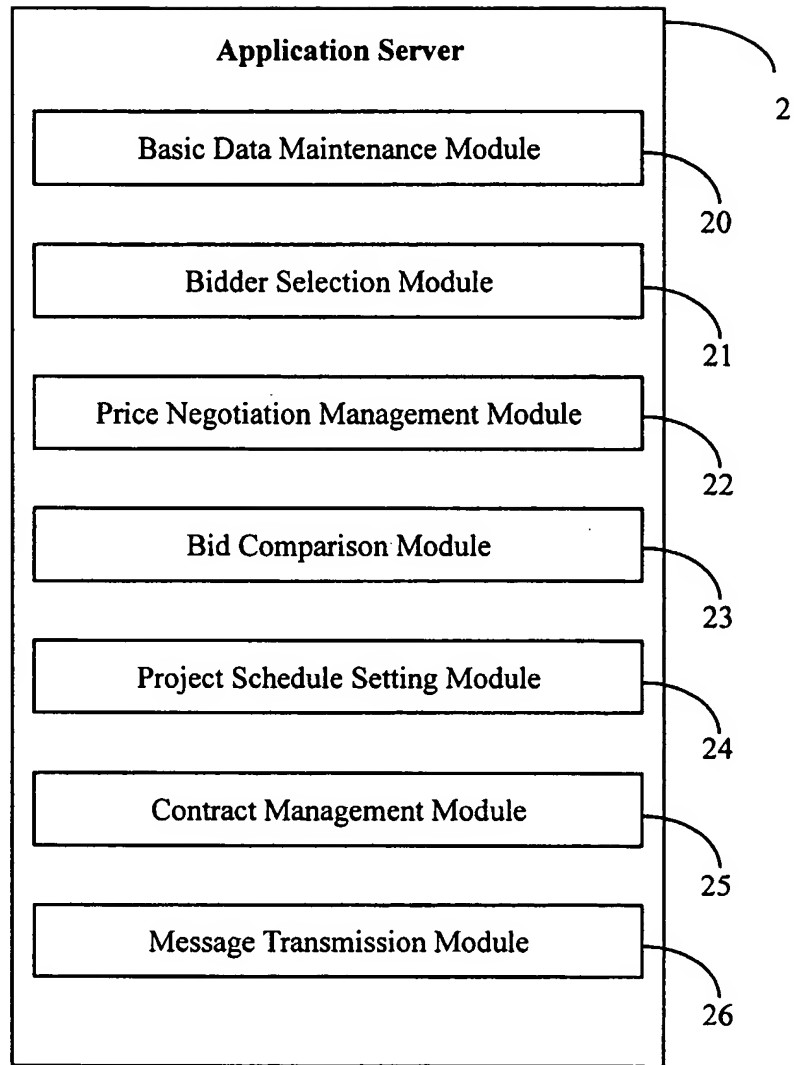 Application Server
2
Basic Data Maintenance Module
20
Bidder Selection Module
21
Price Negotiation Management Module
22
Bid Comparison Module
23
Project Schedule Setting Module
24
Contract Management Module
25
Message Transmission Module
26